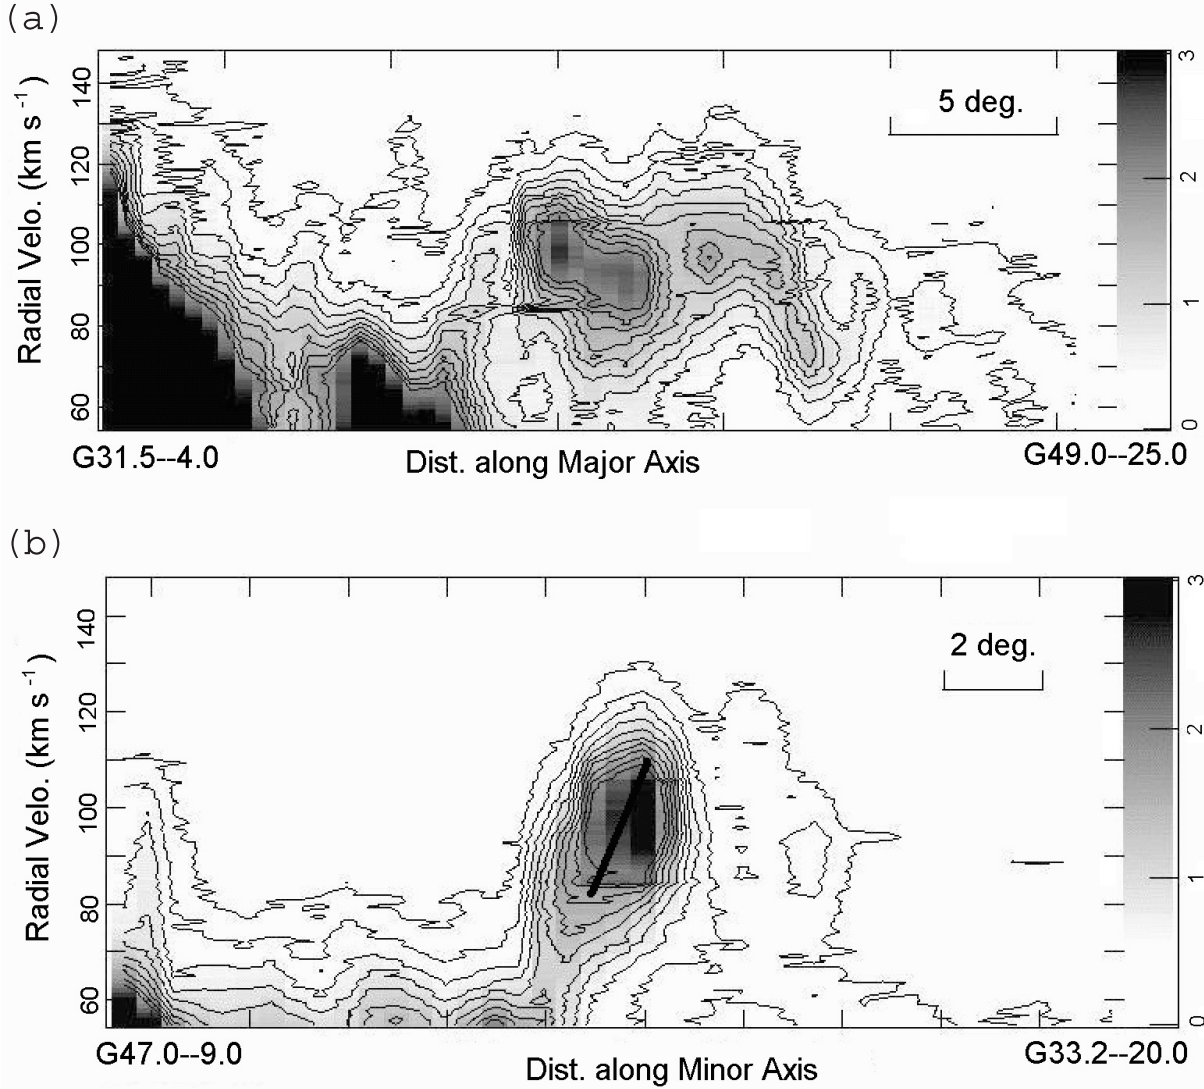 (a)
Radial Velo. (km s⁻¹)
140
120
100
80
60
5 deg.
3
2
1
0
G31.5--4.0
Dist. along Major Axis
G49.0--25.0
(b)
Radial Velo. (km s⁻¹)
140
120
100
80
60
2 deg.
3
2
1
0
G47.0--9.0
Dist. along Minor Axis
G33.2--20.0